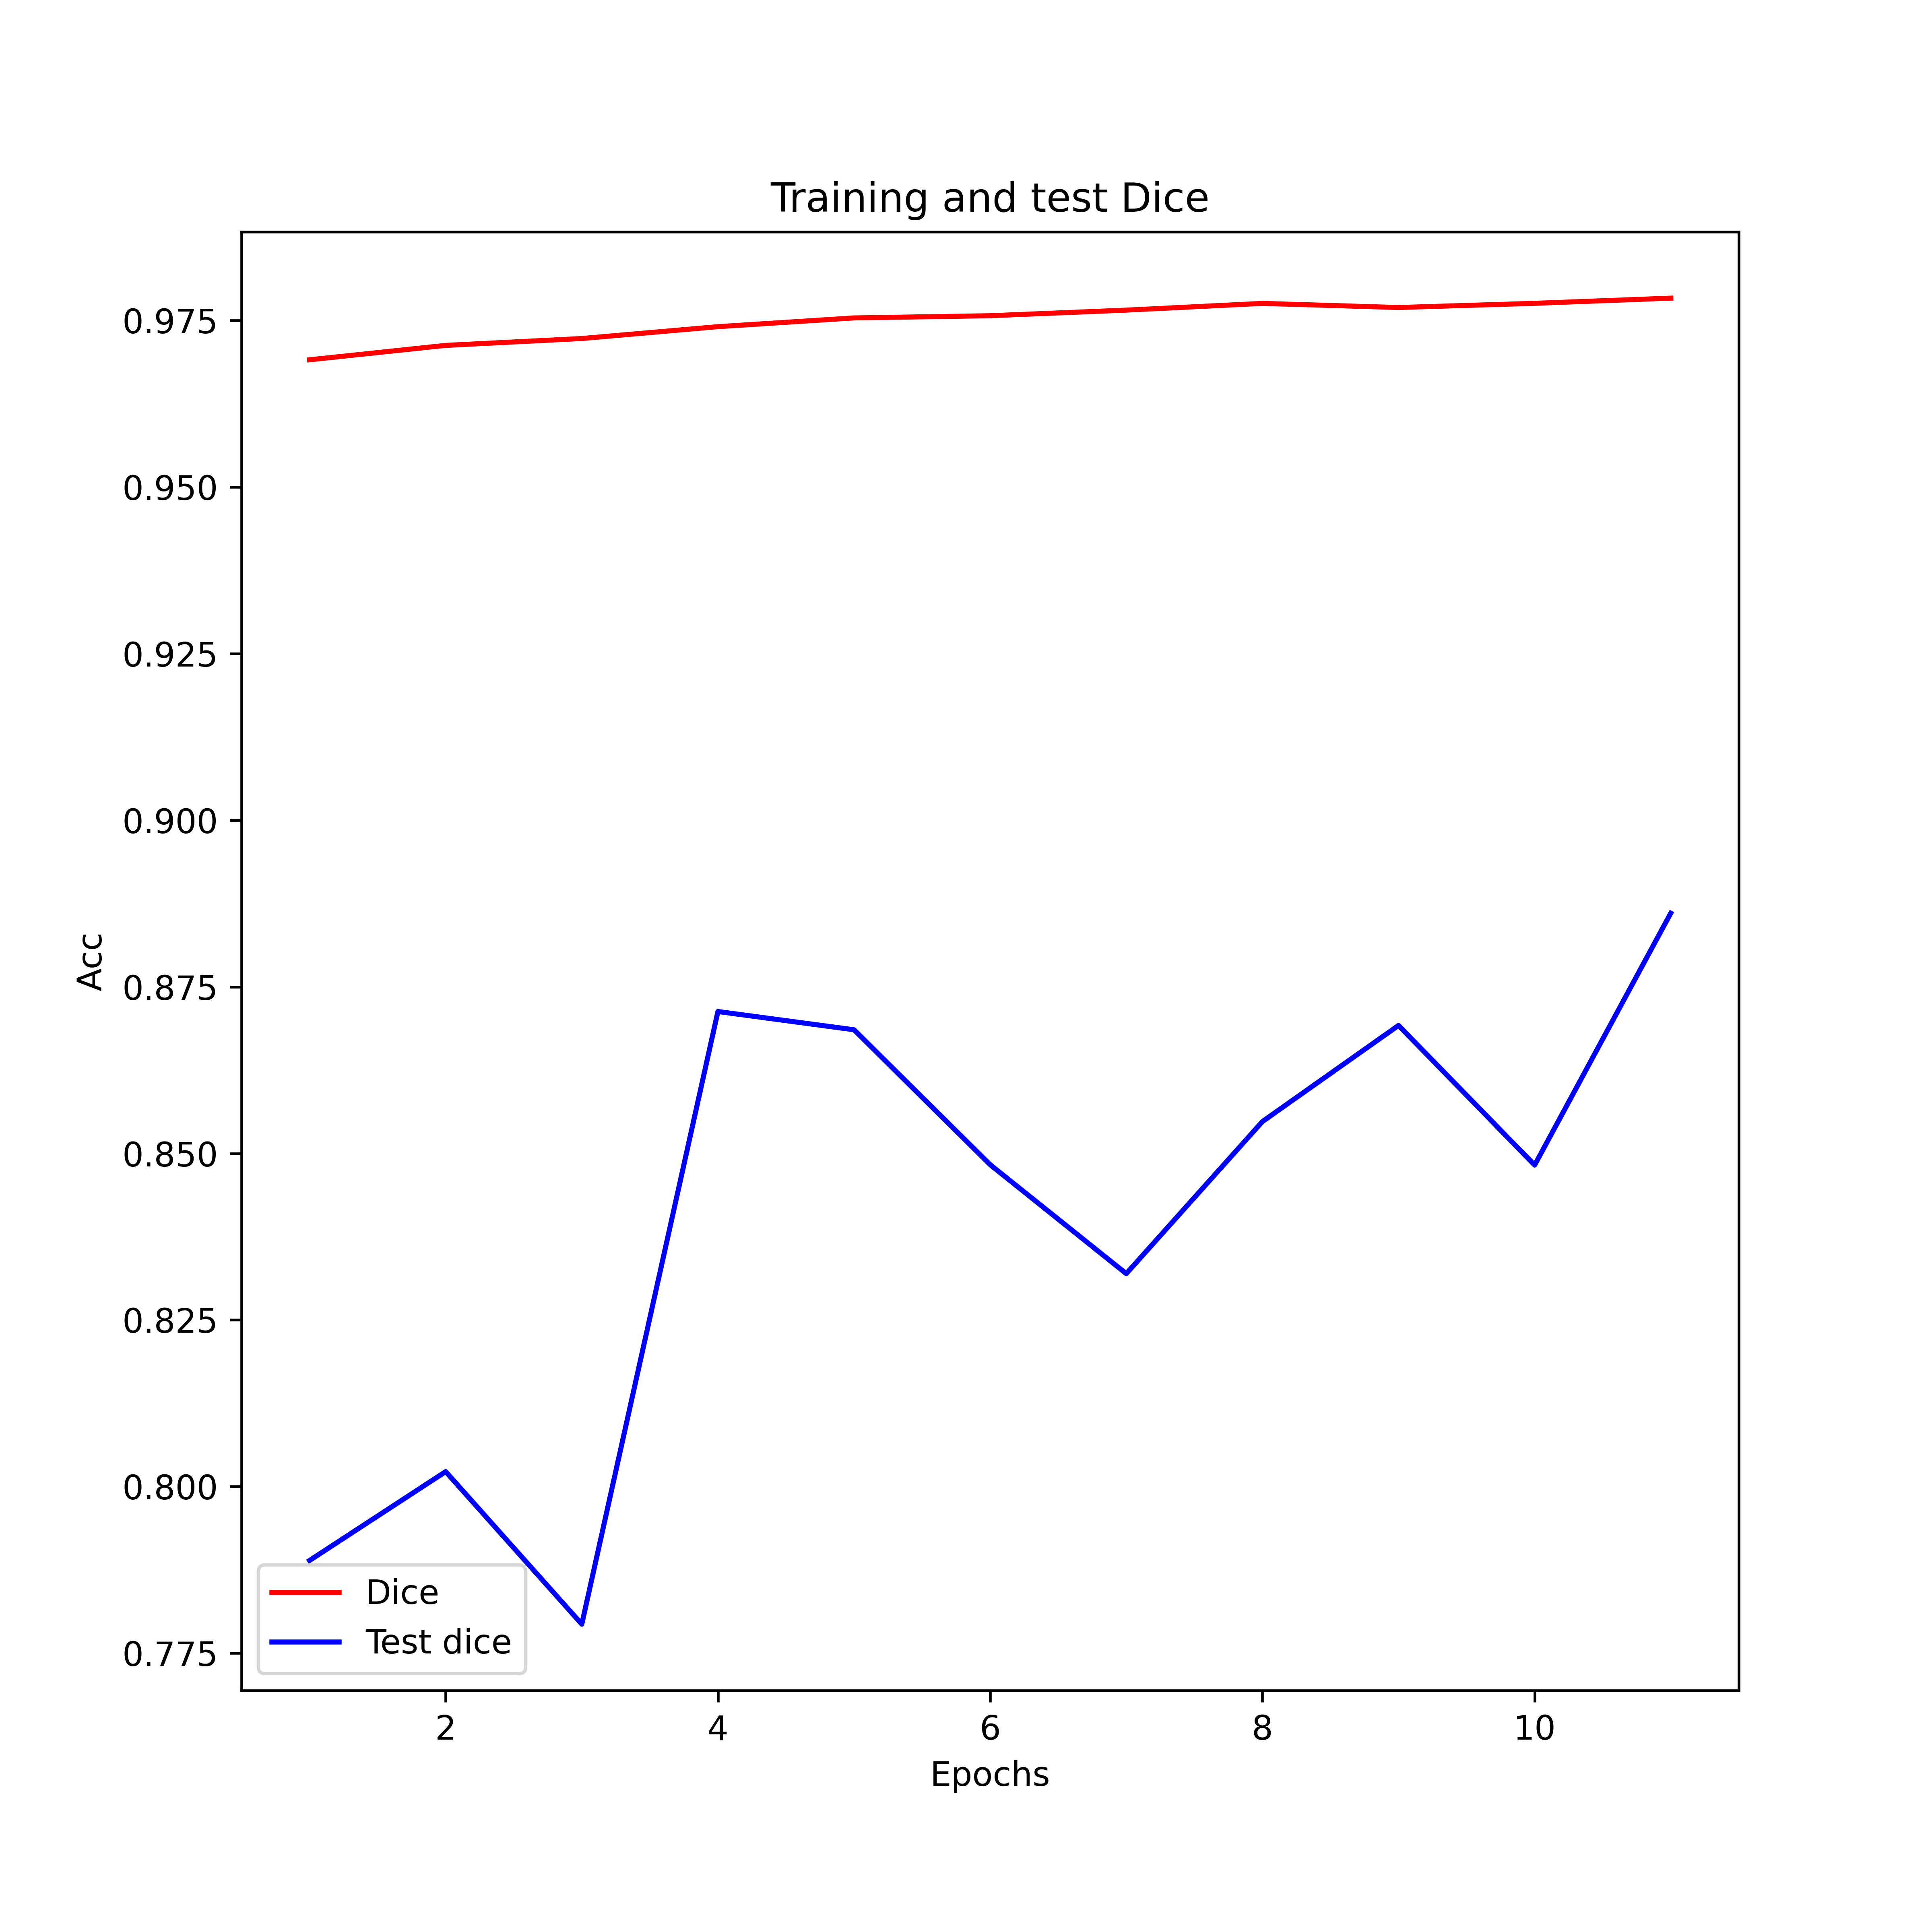 Training and test Dice
0.975
0.950
0.925
0.900
0.875
0.850
0.825
0.800
0.775
Acc
Dice
Test dice
2 4 6 8 10
Epochs